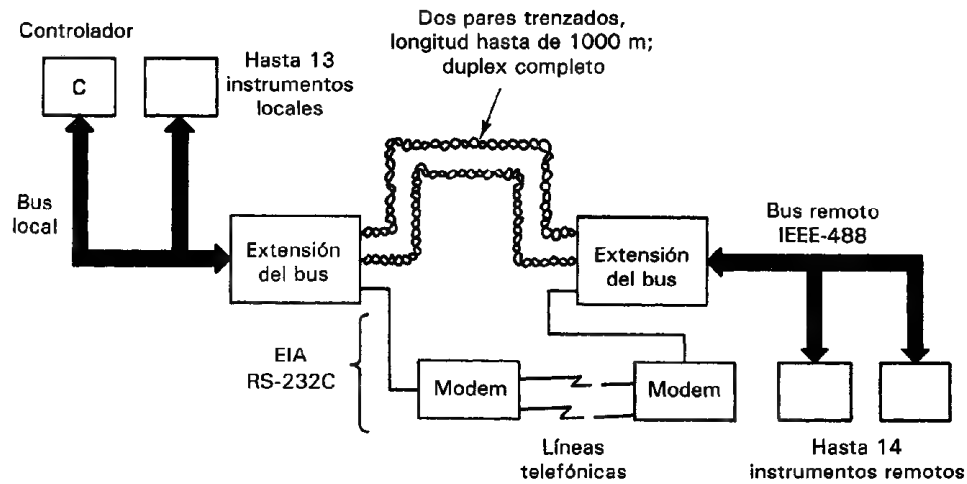 Dos pares trenzados,
longitud hasta de 1000 m;
duplex completo
Controlador
C
Hasta 13
instrumentos
locales
Bus
local
Extensión
del bus
Extensión
del bus
Bus remoto
IEEE-488
EIA
RS-232C
Modem
Modem
Líneas
telefónicas
Hasta 14
instrumentos remotos